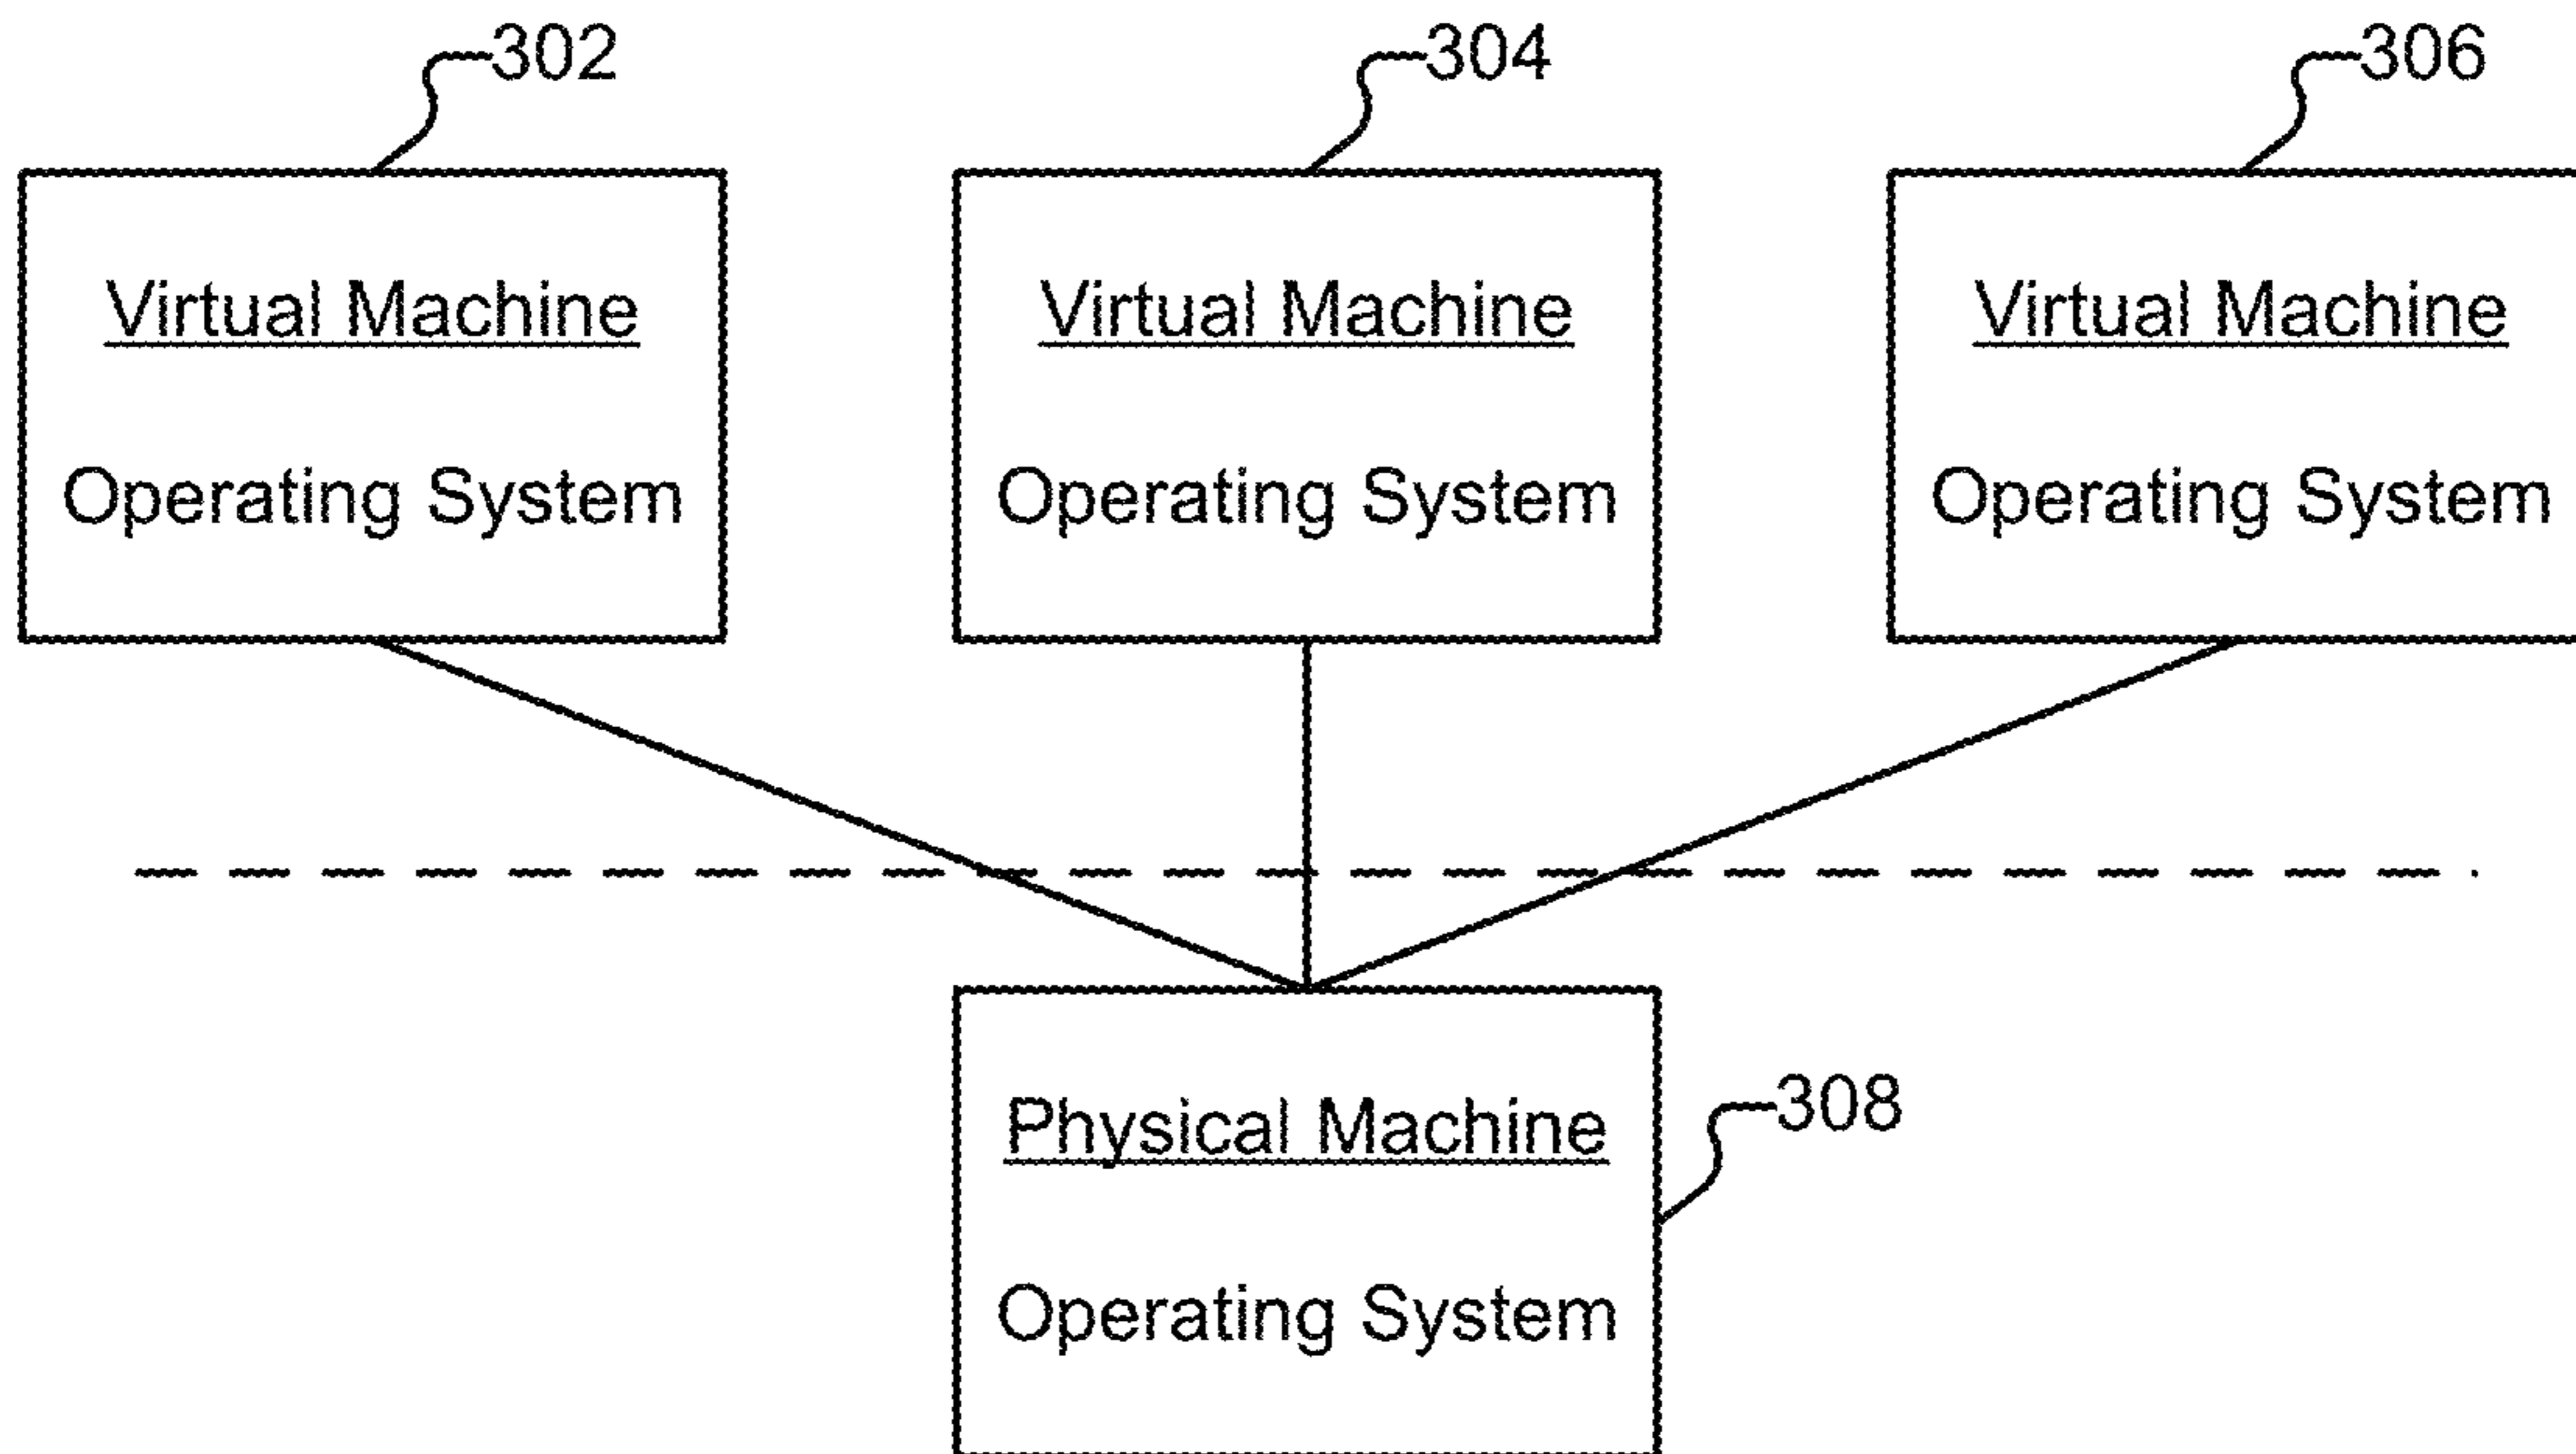 302
304
306
Virtual Machine
Operating System
Virtual Machine
Operating System
Virtual Machine
Operating System
Physical Machine
Operating System
308